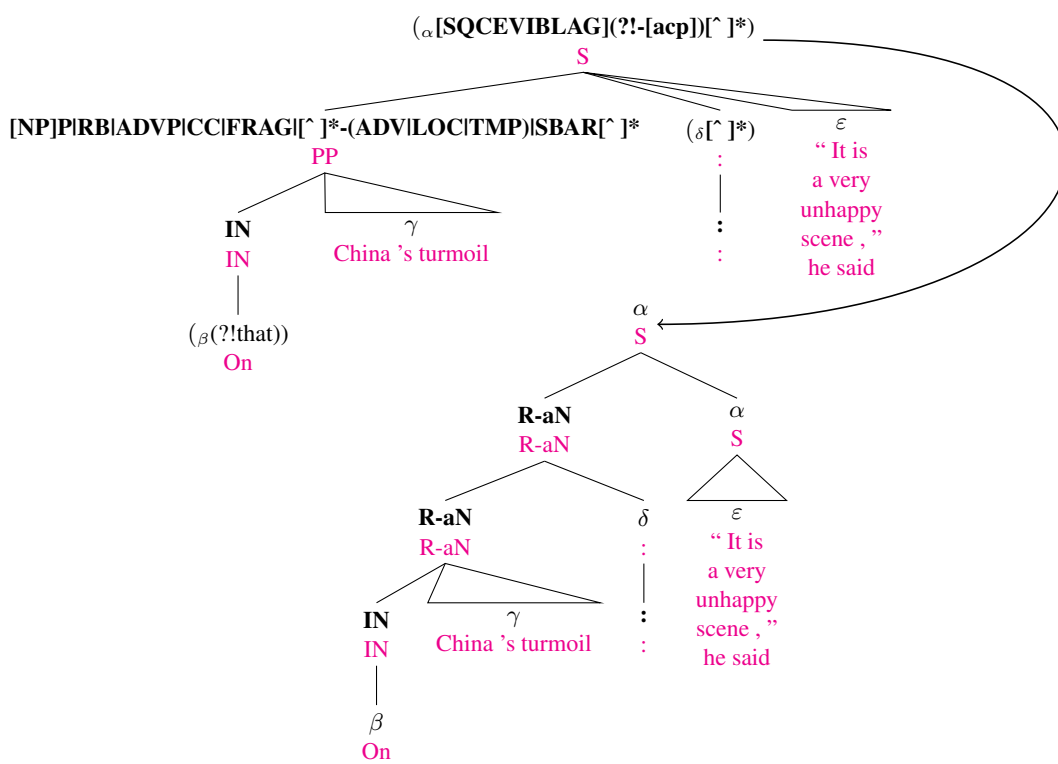 (α[SQCEVIBLAG](?!-[acp])[^ ]*)
S
[NP]P|RB|ADVP|CC|FRAG|[^ ]*-(ADV|LOC|TMP)|SBAR[^ ]*
(δ[^ ]*)
ε
PP
:
“ It is
a very
unhappy
scene , ”
he said
IN
γ
:
IN
China ’s turmoil
:
(β(?!that))
On
α
S
R-aN
α
R-aN
S
R-aN
δ
ε
R-aN
:
“ It is
a very
unhappy
scene , ”
he said
IN
γ
:
IN
China ’s turmoil
:
β
On